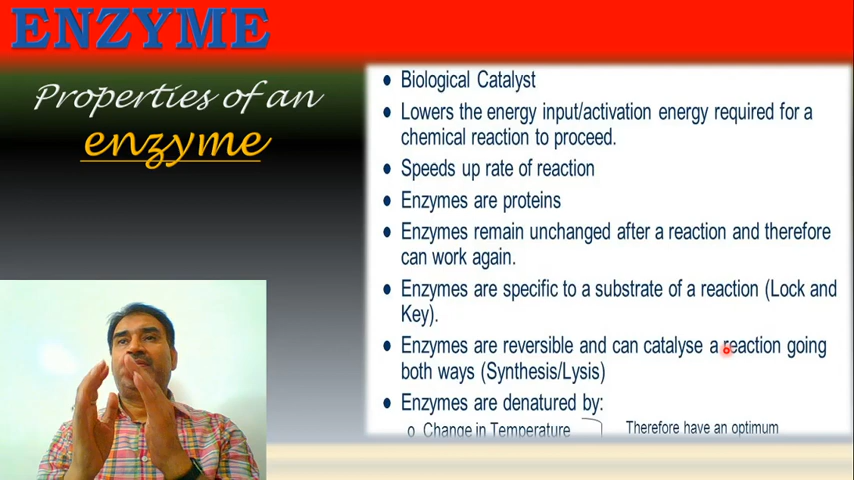 ENZYME
Properties of an
enzyme
• Biological Catalyst
• Lowers the energy input/activation energy required for a
chemical reaction to proceed.
• Speeds up rate of reaction
• Enzymes are proteins
• Enzymes remain unchanged after a reaction and therefore
can work again.
• Enzymes are specific to a substrate of a reaction (Lock and
Key).
• Enzymes are reversible and can catalyse a reaction going
both ways (Synthesis/Lysis)
• Enzymes are denatured by:
o Change in Temperature
Therefore have an optimum